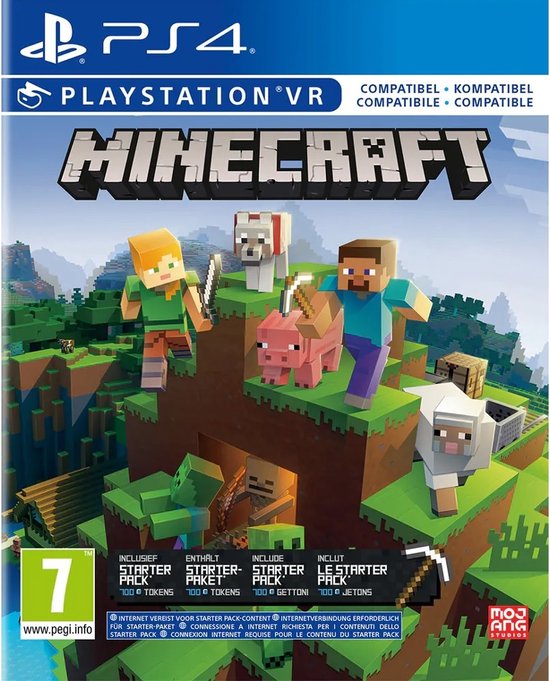 PS4
PLAYSTATION®VR
COMPATIBEL • KOMPATIBEL
COMPATIBILE • COMPATIBLE
MINECRAFT
7
www.pegi.info
INCLUSIEF
STARTER
PACK*
700 TOKENS
ENTHÄLT
STARTER-
PAKET*
700 TOKENS
INCLUDE
STARTER
PACK*
700 GETTONI
INCLUT
LE STARTER
PACK*
700 JETONS
INTERNET VEREIST VOOR STARTER PACK-CONTENT INTERNETVERBINDUNG ERFORDERLICH
FÜR STARTER-PAKET CONNESSIONE A INTERNET RICHIESTA PER I CONTENUTI DELLO
STARTER PACK CONNEXION INTERNET REQUISE POUR LE CONTENU DU STARTER PACK
MOJANG
STUDIOS